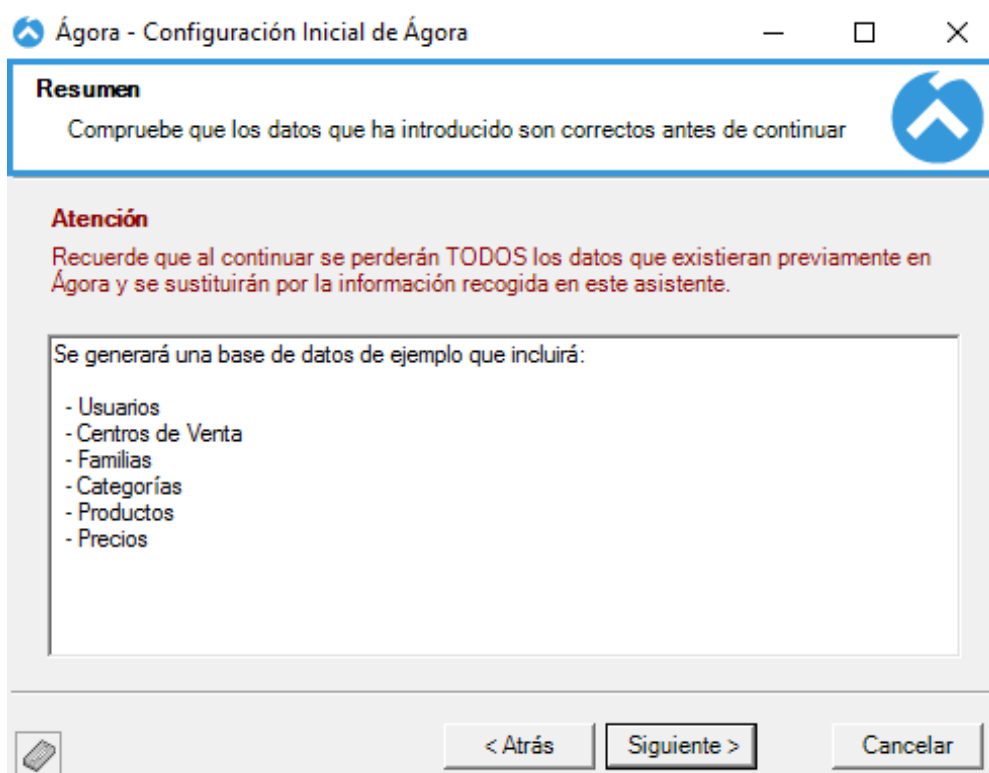 Ágora - Configuración Inicial de Ágora
Resumen
Compruebe que los datos que ha introducido son correctos antes de continuar
Atención
Recuerde que al continuar se perderán TODOS los datos que existieran previamente en
Ágora y se sustituirán por la información recogida en este asistente.
Se generará una base de datos de ejemplo que incluirá:
- Usuarios
- Centros de Venta
- Familias
- Categorías
- Productos
- Precios
< Atrás
Siguiente >
Cancelar